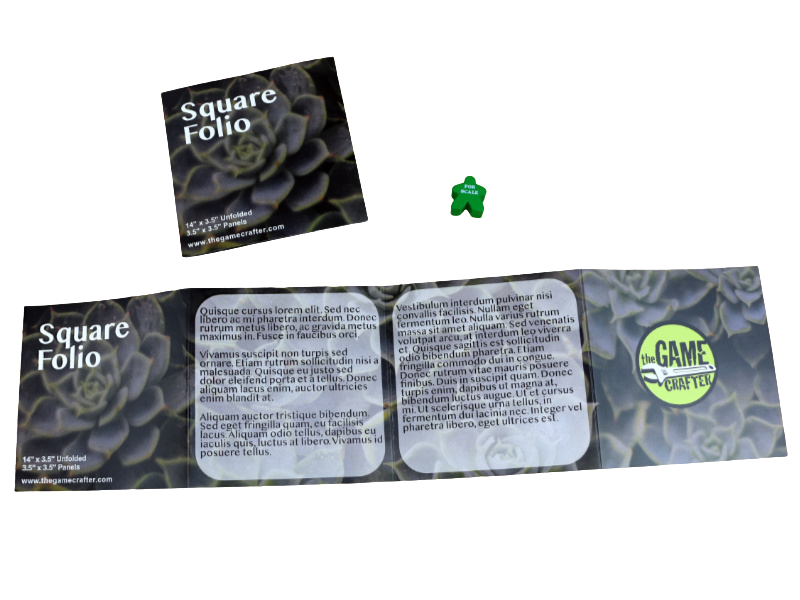 Square
Folio
14" x 3.5" Unfolded
3.5" x 3.5" Panels
www.thegamecrafter.com
FOR
SCALE
Square
Folio
14" x 3.5" Unfolded
3.5" x 3.5" Panels
www.thegamecrafter.com
Quisque cursus lorem elit. Sed nec
libero ac mi pharetra interdum. Donec
rutrum metus libero, ac gravida metus
maximus in. Fusce in faucibus orci.
Vivamus suscipit non turpis sed
ornare. Etiam rutrum sollicitudin nisi a
malesuada. Quisque eu justo sed
dolor eleifend porta et a tellus. Donec
aliquam lacus enim, auctor ultricies
enim blandit at.
Aliquam auctor tristique bibendum.
Sed eget fringilla quam, eu facilisis
lacus. Aliquam odio tellus, dapibus eu
iaculis quis, luctus at libero. Vivamus id
posuere tellus.
Vestibulum interdum pulvinar nisi
convallis facilisis. Nullam eget
fermentum leo. Nulla varius rutrum
massa sit amet aliquam. Sed venenatis
volutpat arcu, at interdum leo viverra
et. Quisque sagittis est sollicitudin
odio bibendum pharetra. Etiam
fringilla commodo dui in congue.
Donec rutrum vitae mauris posuere
finibus. Duis in suscipit quam. Donec
turpis enim, dapibus ut magna at,
bibendum luctus augue. Ut et cursus
mi. Ut scelerisque urna tellus, in
fermentum dui lacinia nec. Integer vel
pharetra libero, eget ultrices est.
the GAME
CRAFTER